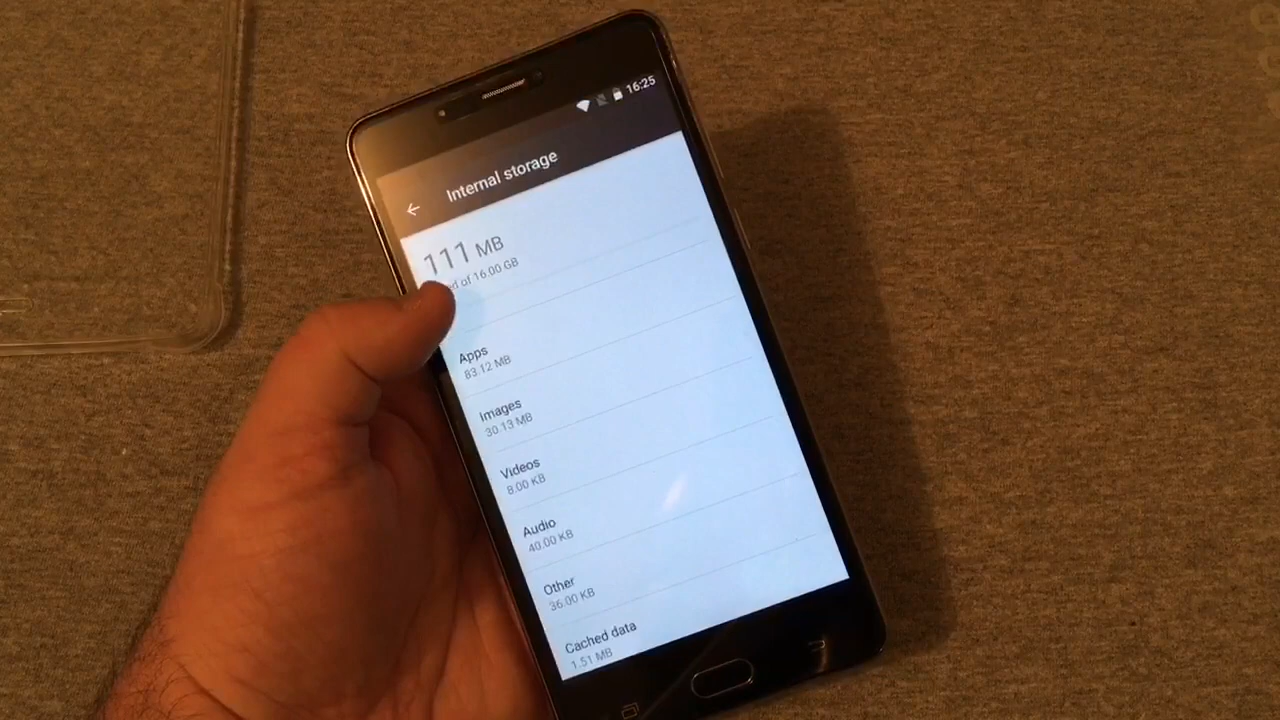 16:25
Internal storage
111 MB
of 16.00 GB
Apps
83.12 MB
Images
30.13 MB
Videos
8.00 KB
Audio
40.00 KB
Other
36.00 KB
Cached data
1.51 MB